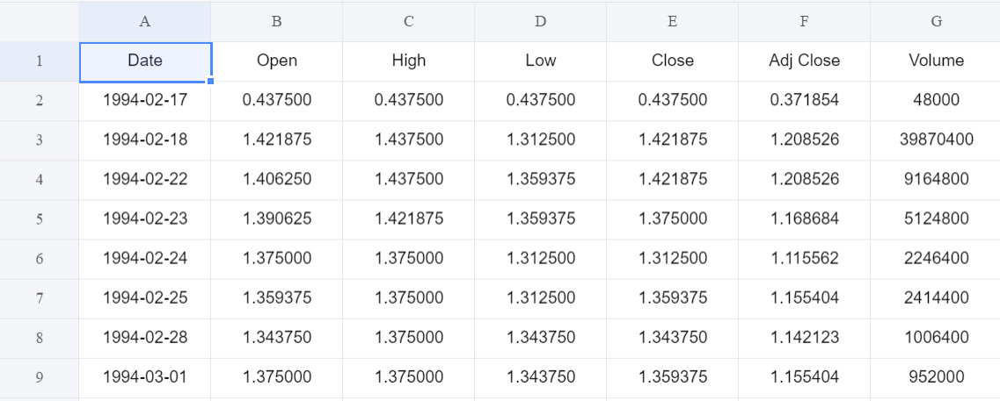 A B C D E F G
1 Date Open High Low Close Adj Close Volume
2 1994-02-17 0.437500 0.437500 0.437500 0.437500 0.371854 48000
3 1994-02-18 1.421875 1.437500 1.312500 1.421875 1.208526 39870400
4 1994-02-22 1.406250 1.437500 1.359375 1.421875 1.208526 9164800
5 1994-02-23 1.390625 1.421875 1.359375 1.375000 1.168684 5124800
6 1994-02-24 1.375000 1.375000 1.312500 1.312500 1.115562 2246400
7 1994-02-25 1.359375 1.375000 1.312500 1.359375 1.155404 2414400
8 1994-02-28 1.343750 1.375000 1.343750 1.343750 1.142123 1006400
9 1994-03-01 1.375000 1.375000 1.343750 1.359375 1.155404 952000